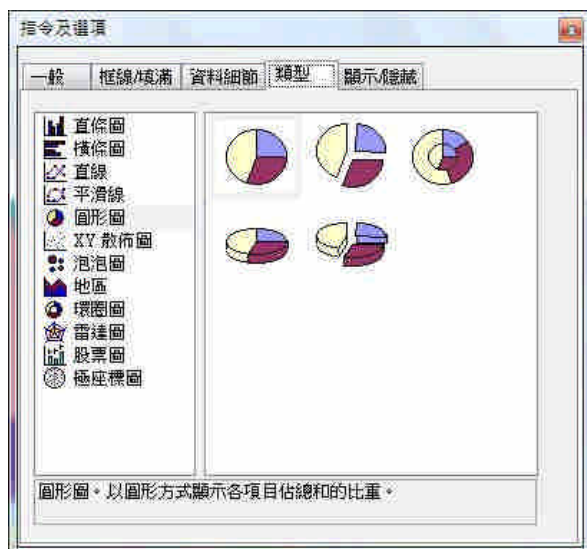 指令及選項
一般 框線/填滿 資料細節 類型 顯示/隱藏
直條圖
橫條圖
直線
平滑線
圓形圖
XY 散佈圖
泡泡圖
地區
環圈圖
雷達圖
股票圖
極座標圖
圓形圖。以圓形方式顯示各項目佔總和的比重。